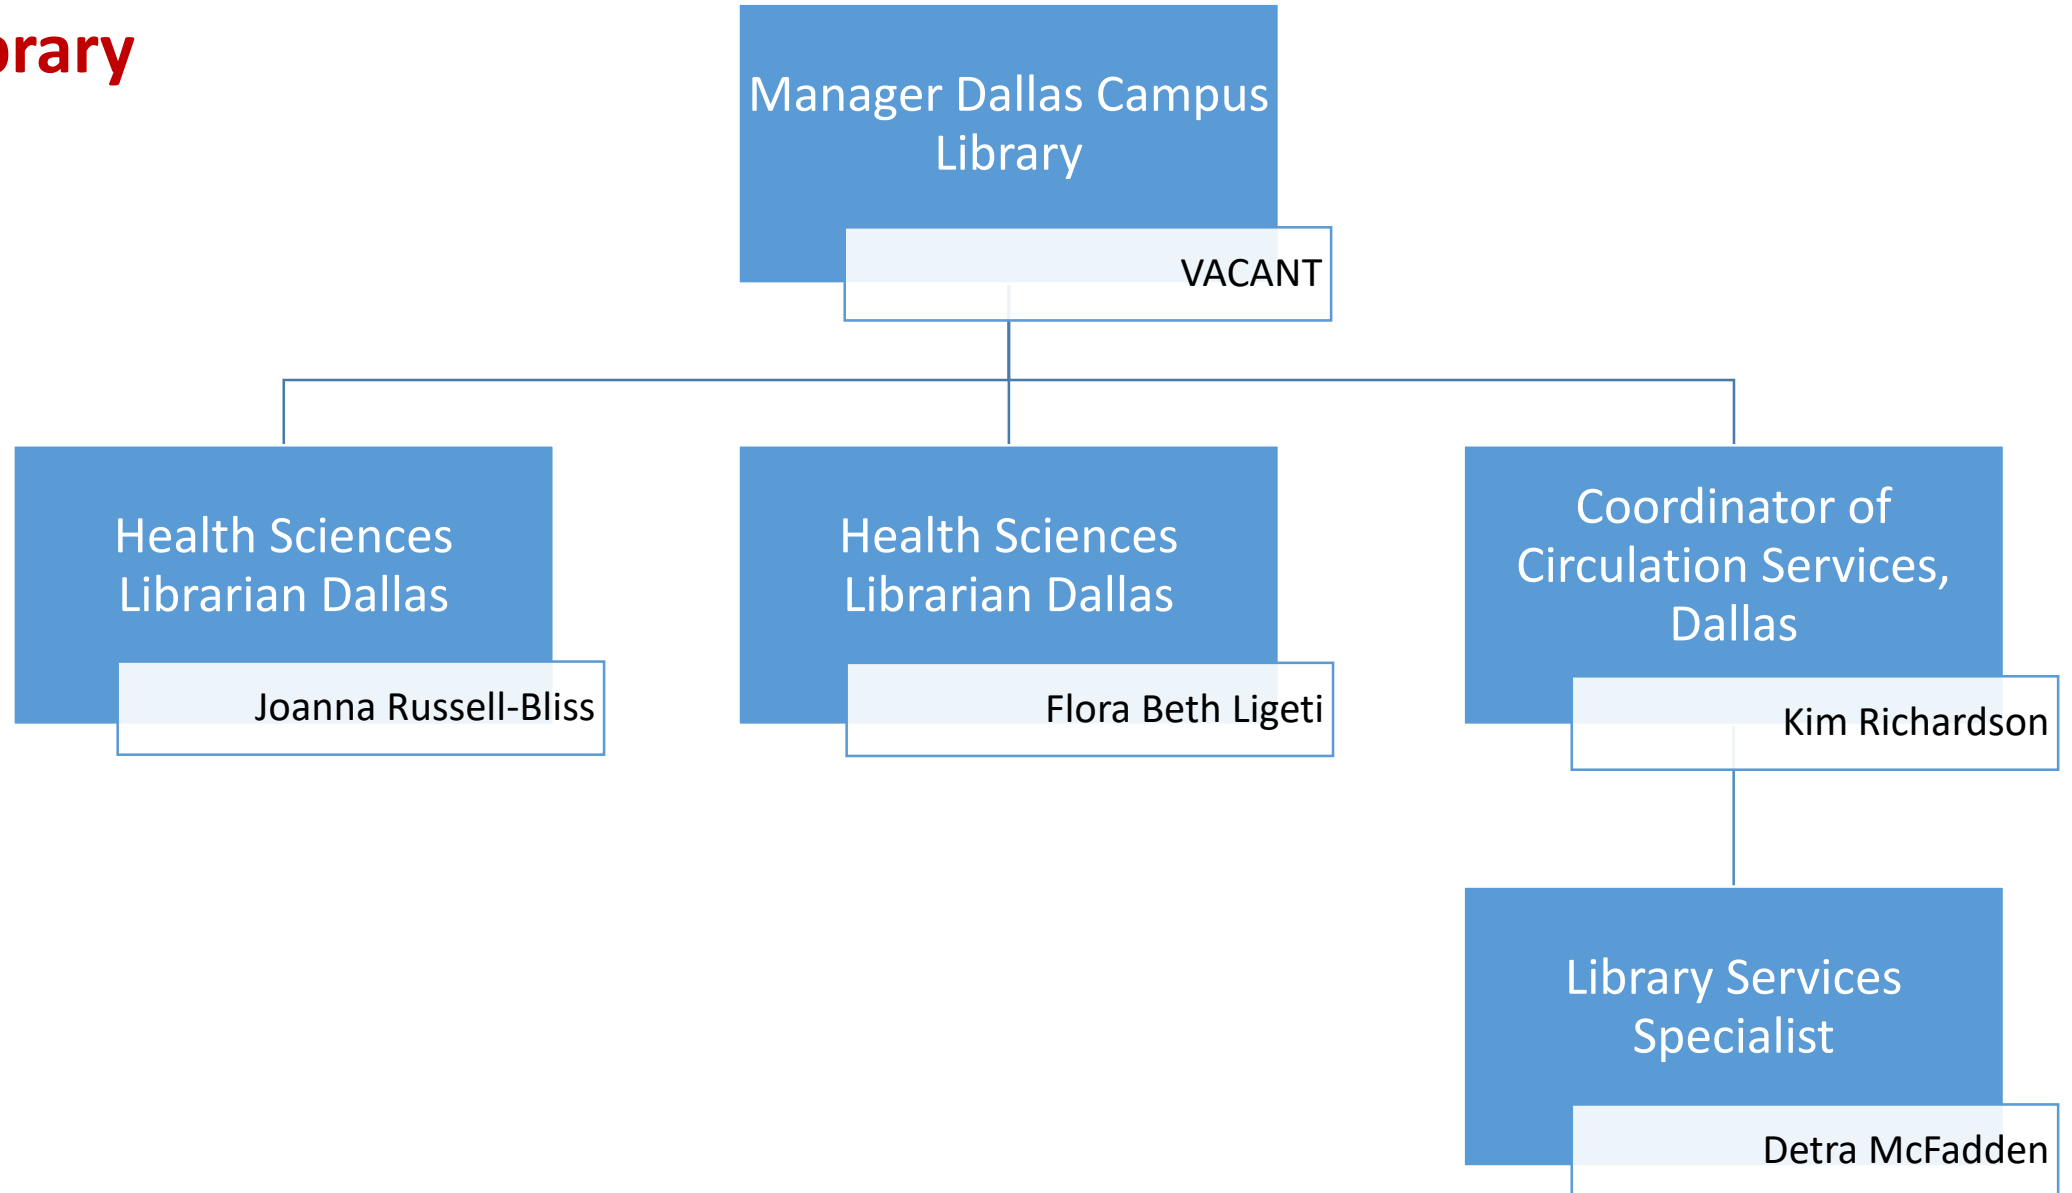 Manager Dallas Campus
Library
VACANT
Health Sciences
Librarian Dallas
Joanna Russell-Bliss
Health Sciences
Librarian Dallas
Flora Beth Ligeti
Coordinator of
Circulation Services,
Dallas
Kim Richardson
Library Services
Specialist
Detra McFadden